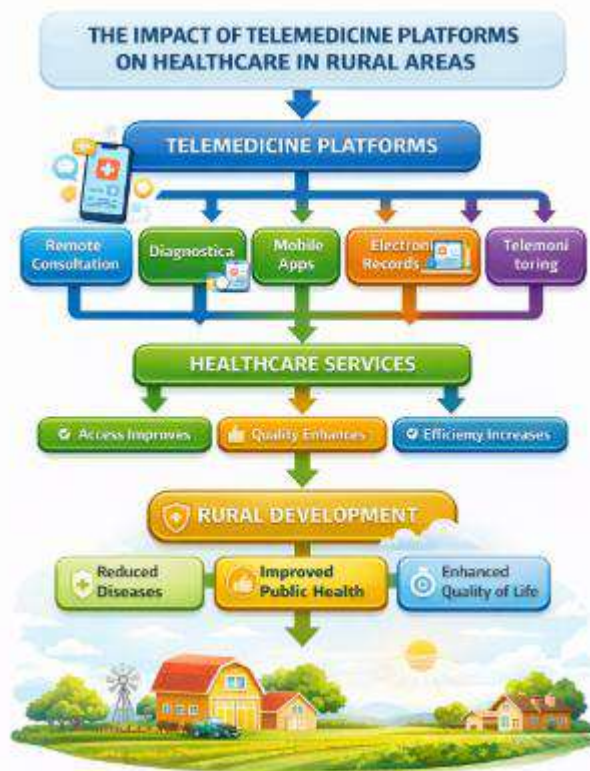 THE IMPACT OF TELEMEDICINE PLATFORMS
ON HEALTHCARE IN RURAL AREAS
TELEMEDICINE PLATFORMS
Remote
Consultation
Diagnostica
Mobile
Apps
Electroni
Records
Telemoni
toring
HEALTHCARE SERVICES
Access Improves
Quality Enhances
Efficiency Increases
RURAL DEVELOPMENT
Reduced
Diseases
Improved
Public Health
Enhanced
Quality of Life